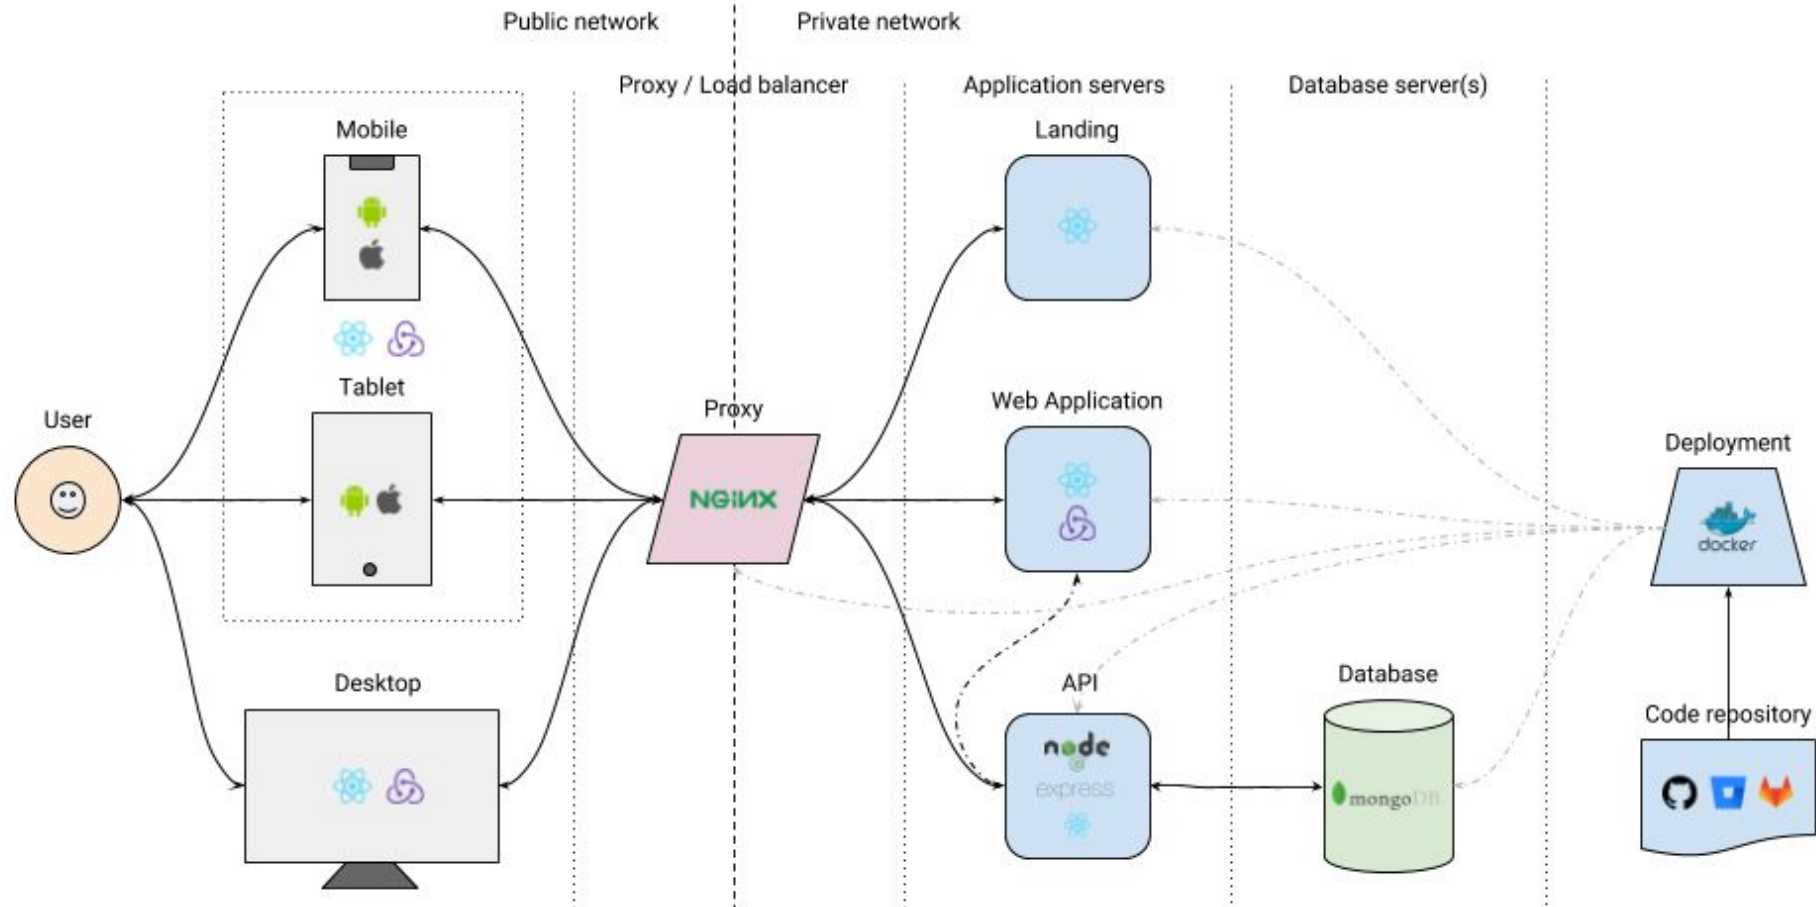 Public network
Private network
Proxy / Load balancer
Application servers
Database server(s)
Mobile
Landing
Tablet
Web Application
Proxy
User
Deployment
NGiNX
docker
Desktop
API
Database
Code repository
node
express
mongoDB